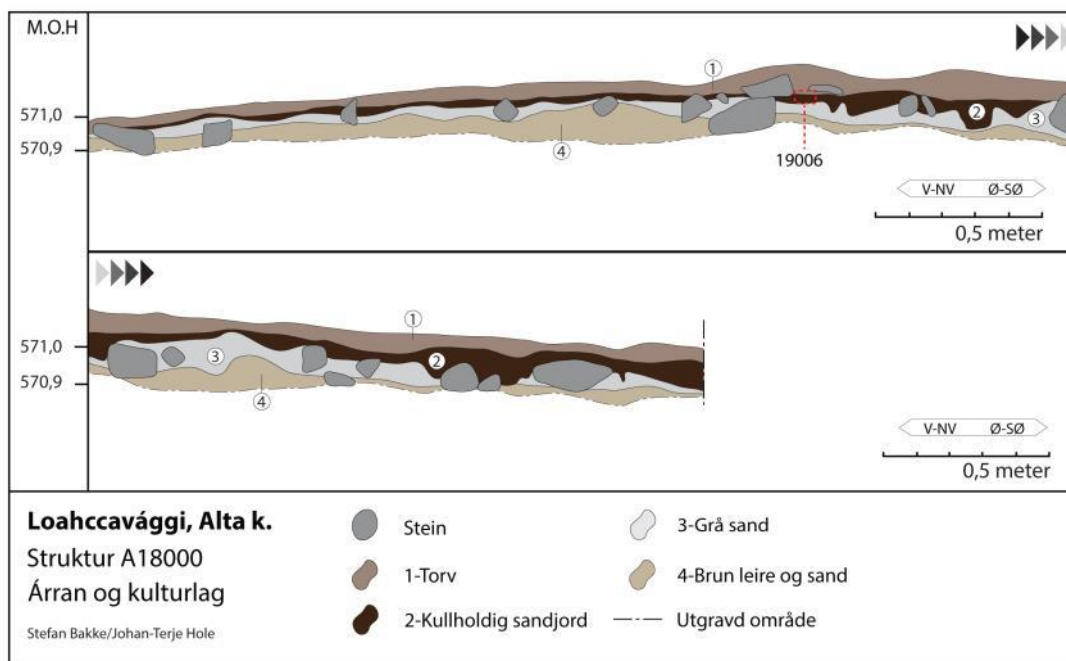 M.O.H
571,0
570,9
1
4
19006
2
3
V-NV Ø-SØ
0,5 meter
571,0
570,9
1
3
2
4
V-NV Ø-SØ
0,5 meter
Loahccavággi, Alta k.
Struktur A18000
Árran og kulturlag
Stefan Bakke/Johan-Terje Hole
Stein
1-Torv
2-Kullholdig sandjord
3-Grå sand
4-Brun leire og sand
Utgravd område